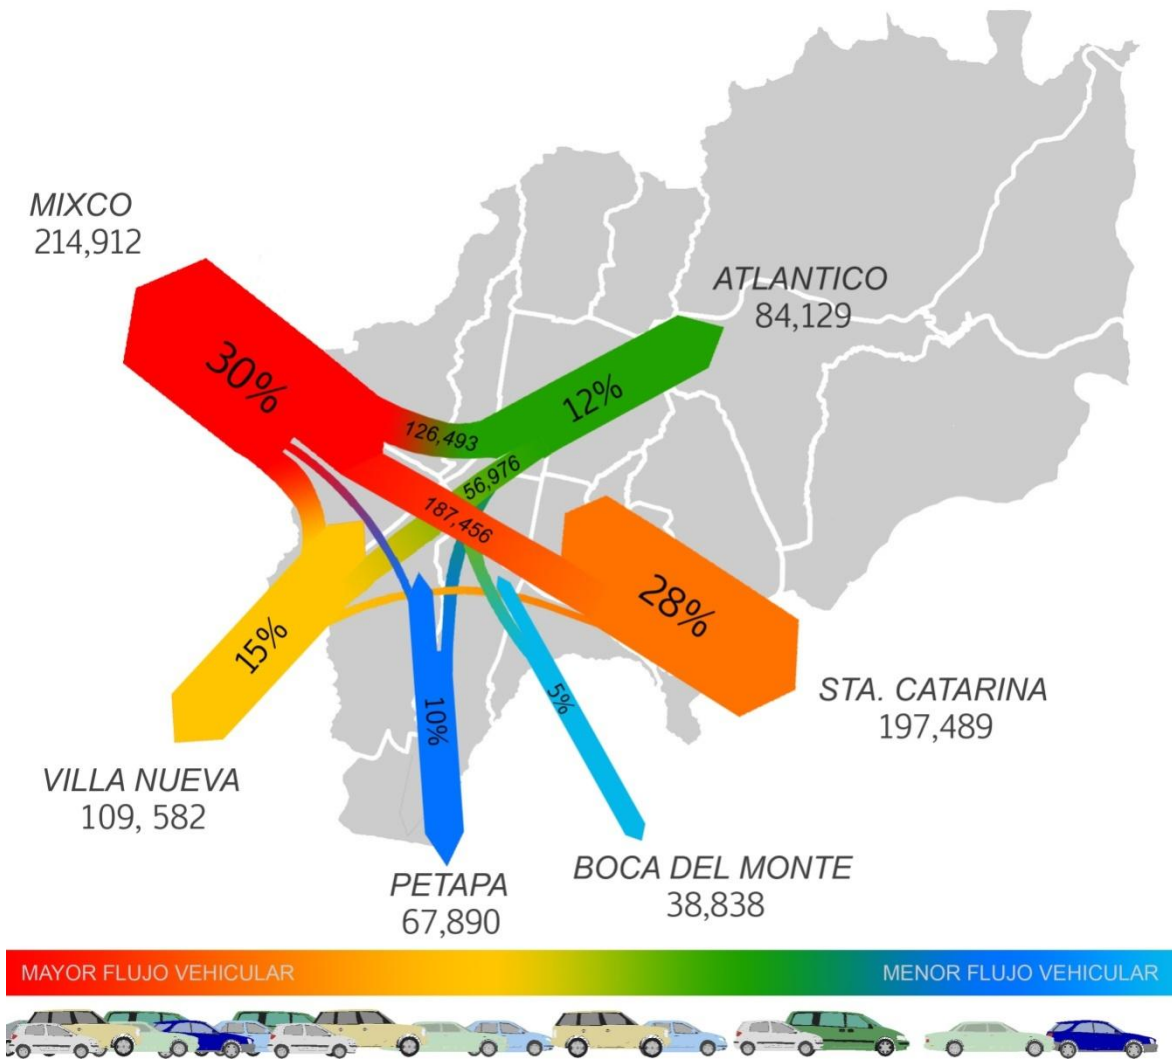 MIXCO
214,912
ATLANTICO
84,129
30%
12%
126,493
56,976
187,456
28%
15%
10%
5%
STA. CATARINA
197,489
VILLA NUEVA
109, 582
PETAPA
67,890
BOCA DEL MONTE
38,838
MAYOR FLUJO VEHICULAR
MENOR FLUJO VEHICULAR